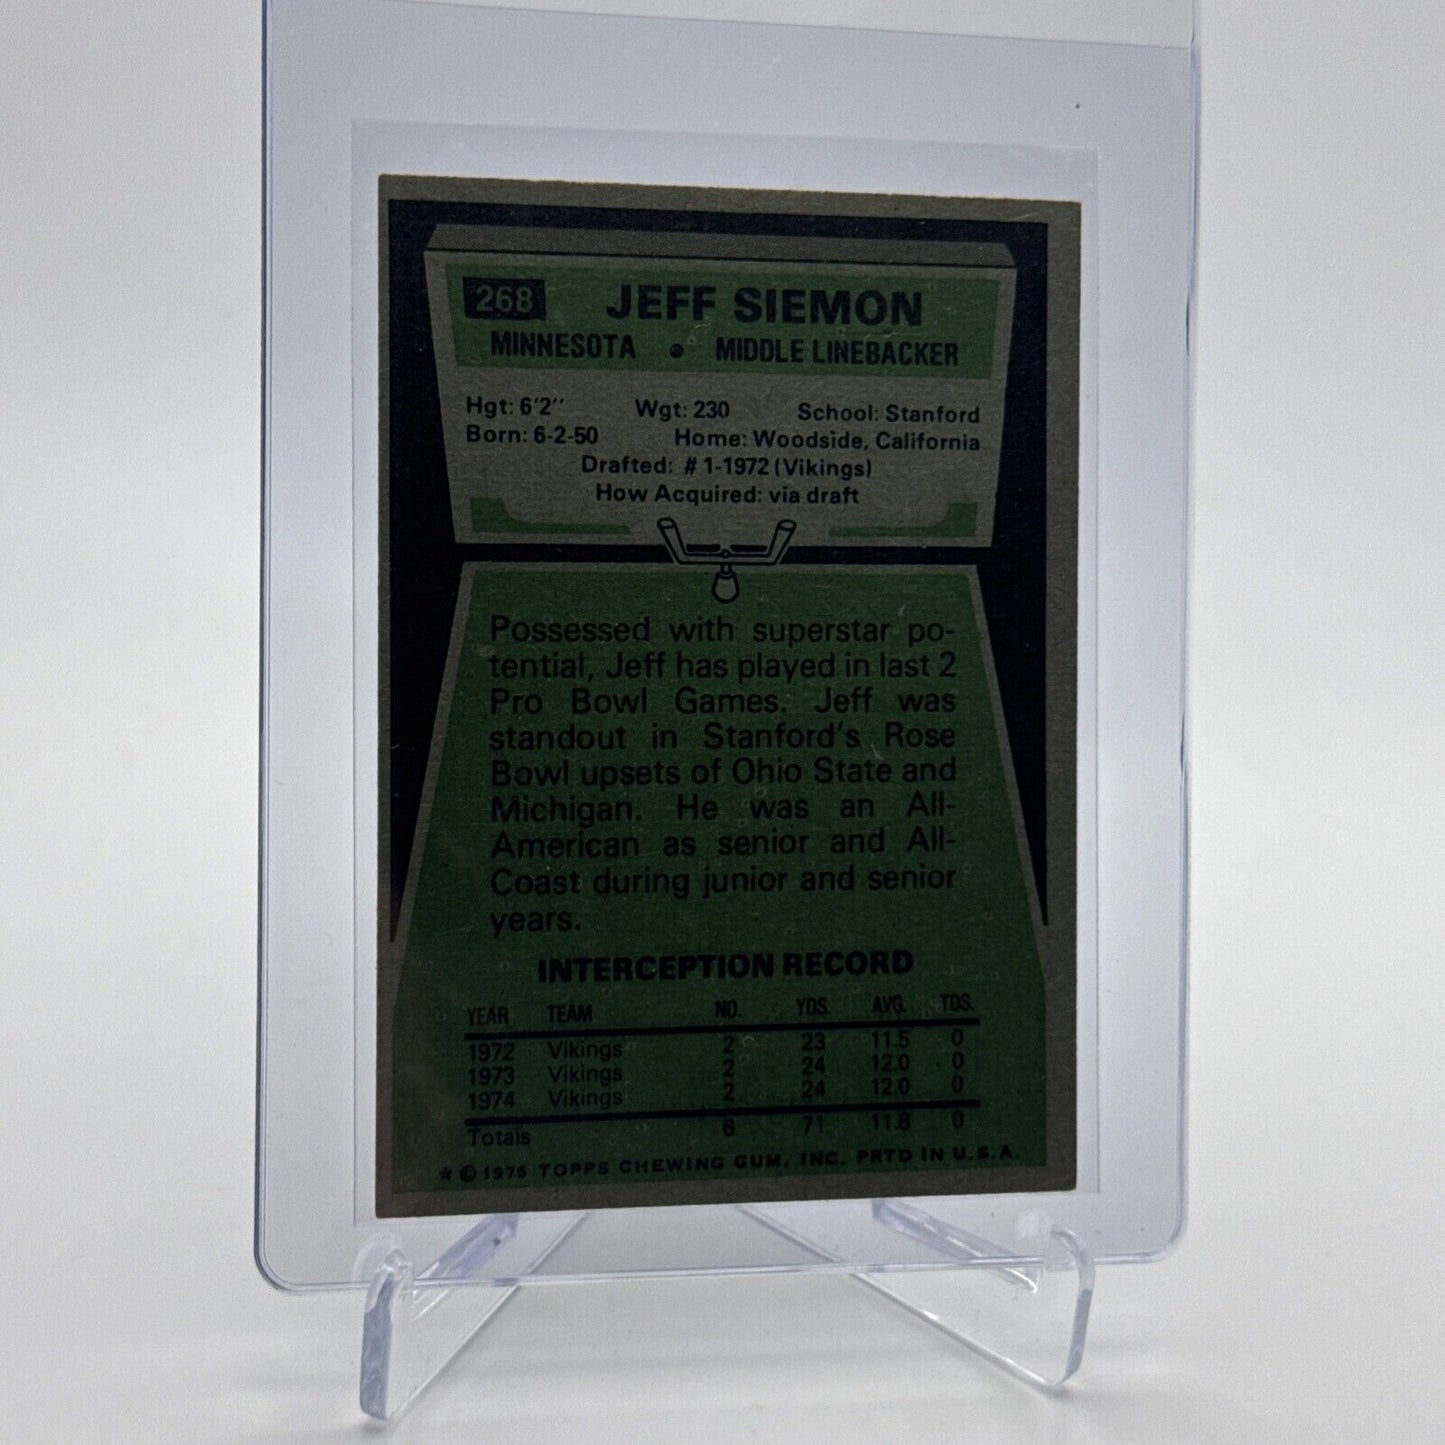 268 JEFF SIEMON
MINNESOTA • MIDDLE LINEBACKER
Hgt: 6'2" Wgt: 230 School: Stanford
Born: 6-2-50 Home: Woodside, California
Drafted: #1-1972 (Vikings)
How Acquired: via draft
Possessed with superstar po-
tential, Jeff has played in last 2
Pro Bowl Games. Jeff was
standout in Stanford's Rose
Bowl upsets of Ohio State and
Michigan. He was an All-
American as senior and All-
Coast during junior and senior
years.
INTERCEPTION RECORD
YEAR TEAM NO. YDS. AVG. TDS.
1972 Vikings 2 23 11.5 0
1973 Vikings 2 24 12.0 0
1974 Vikings 2 24 12.0 0
Totals 6 71 11.8 0
* © 1975 TOPPS CHEWING GUM, INC. PRTD IN U.S.A.